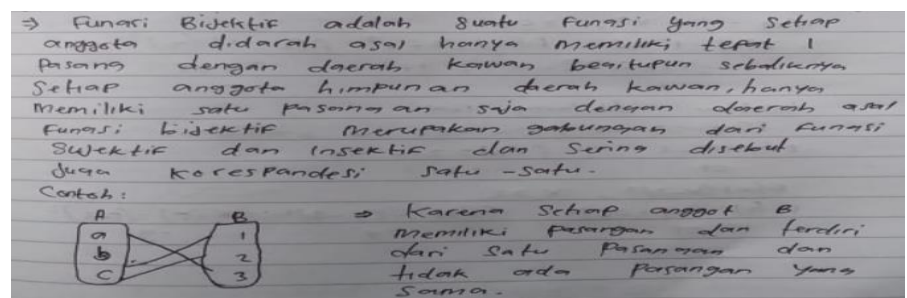 ⇒ Fungsi Bijektif adalah suatu fungsi yang setiap
anggota didarah asal hanya memiliki tepat 1
Pasang dengan daerah kawan begitupun sebaliknya
Setiap anggota himpunan daerah kawan, hanya
memiliki satu pasangan saja dengan daerah asal
Fungsi bijektif merupakan gabungan dari fungsi
Sujektif dan Insektif dan Sering disebut
Juga Korespandesi satu-satu.
Contoh:
A B
a 1
b 2
c 3
⇒ Karena Setiap anggot B
memiliki pasangan dan terdiri
dari satu Pasangan dan
tidak ada Pasangan yang
sama.